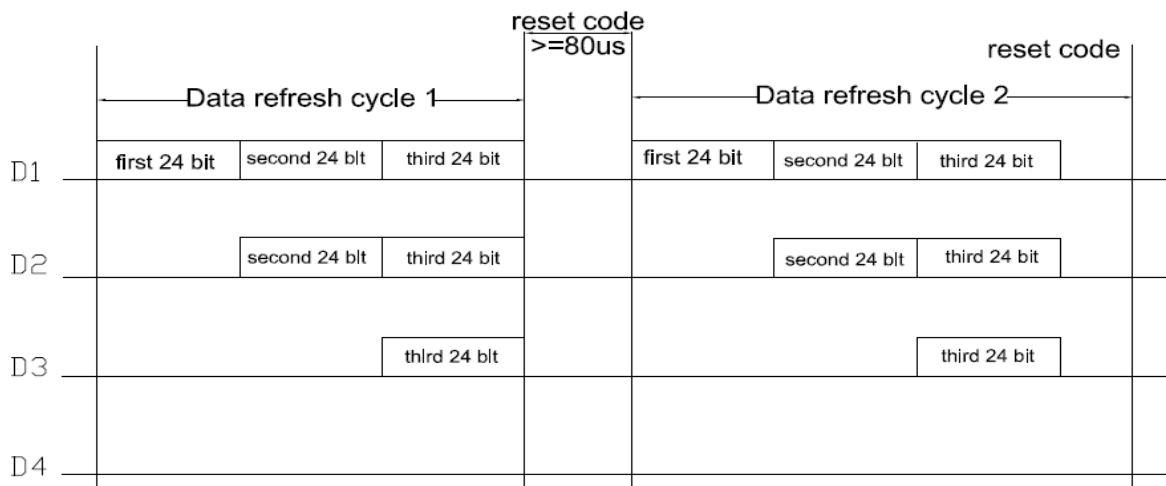 reset code
>=80us
reset code
Data refresh cycle 1
Data refresh cycle 2
D1
first 24 bit
second 24 blt
third 24 bit
first 24 bit
second 24 blt
third 24 bit
D2
second 24 blt
third 24 bit
second 24 blt
third 24 bit
D3
thlrd 24 blt
third 24 bit
D4